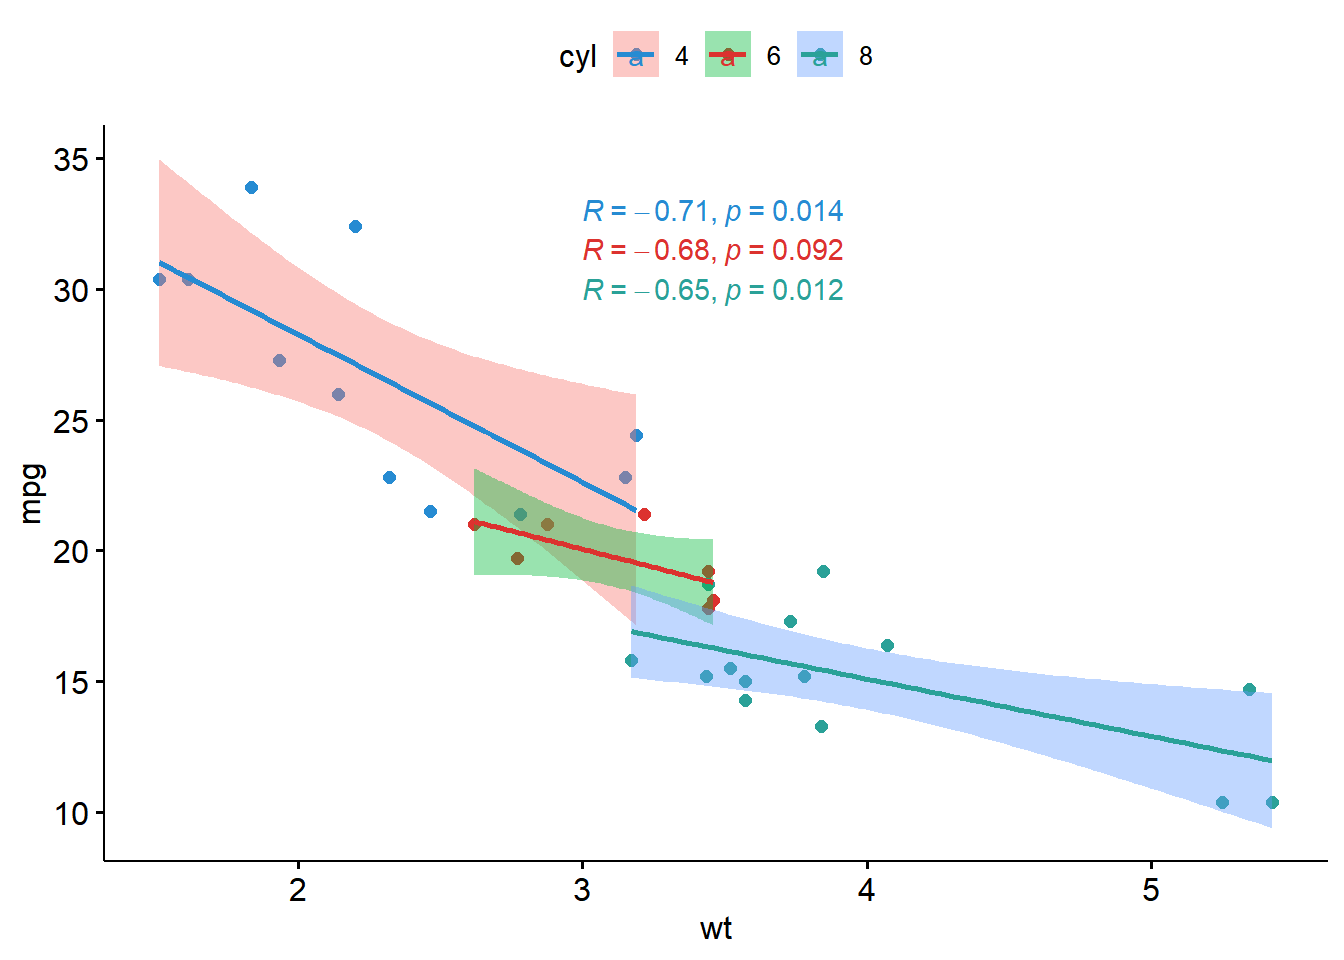 cyl a 4 a 6 a 8
35
30
25
20
15
10
mpg
R = −0.71, p = 0.014
R = −0.68, p = 0.092
R = −0.65, p = 0.012
2 3 4 5
wt